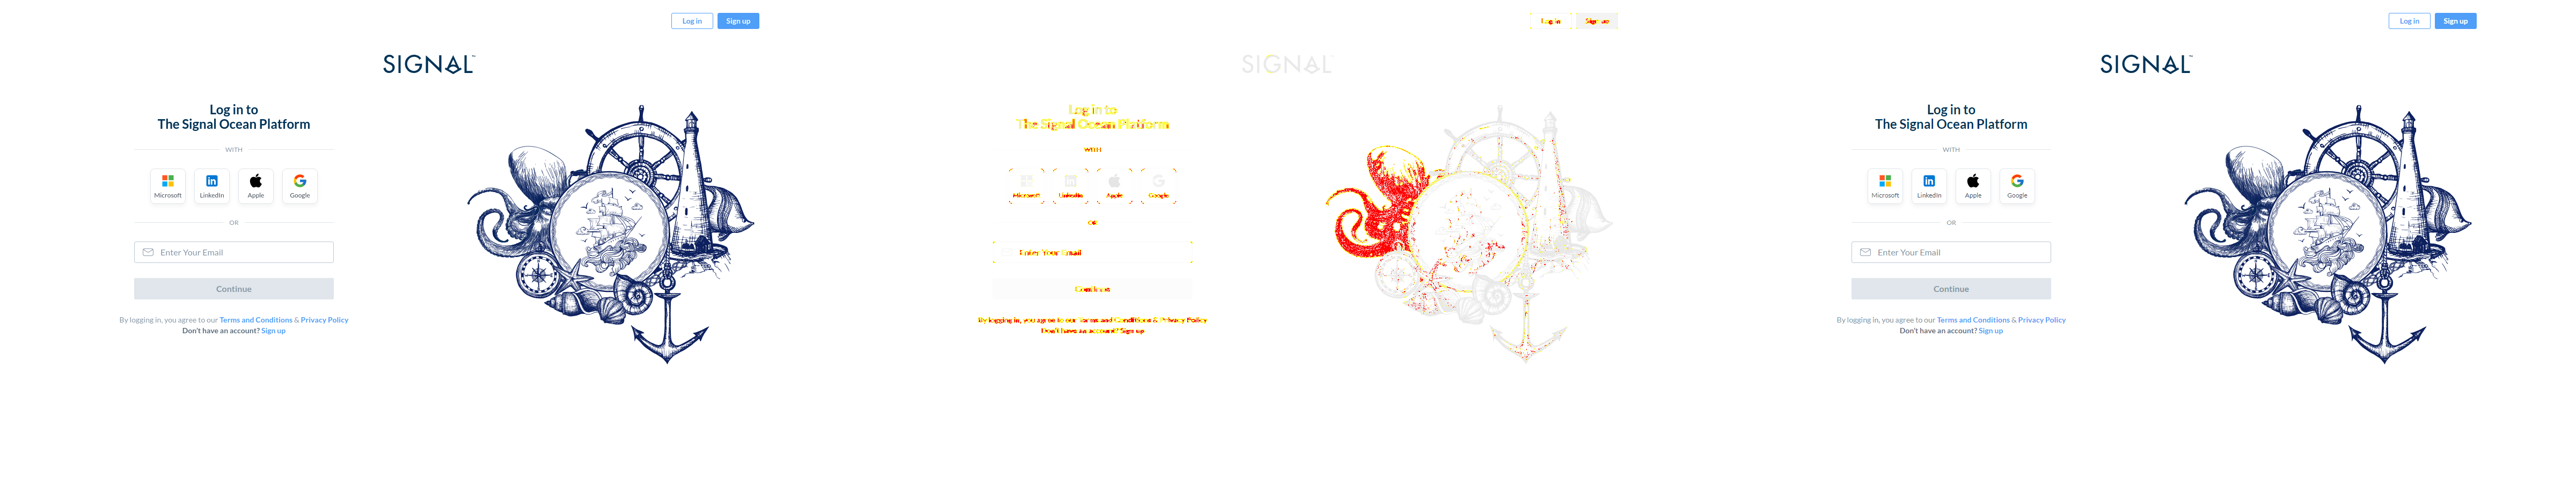 Log in Sign up
SIGNAL™
Log in to
The Signal Ocean Platform
WITH
Microsoft LinkedIn Apple Google
OR
Enter Your Email
Continue
By logging in, you agree to our Terms and Conditions & Privacy Policy
Don't have an account? Sign up
Log in Sign up
SIGNAL™
Log in to
The Signal Ocean Platform
WITH
Microsoft LinkedIn Apple Google
OR
Enter Your Email
Continue
By logging in, you agree to our Terms and Conditions & Privacy Policy
Don't have an account? Sign up
Log in Sign up
SIGNAL™
Log in to
The Signal Ocean Platform
WITH
Microsoft LinkedIn Apple Google
OR
Enter Your Email
Continue
By logging in, you agree to our Terms and Conditions & Privacy Policy
Don't have an account? Sign up